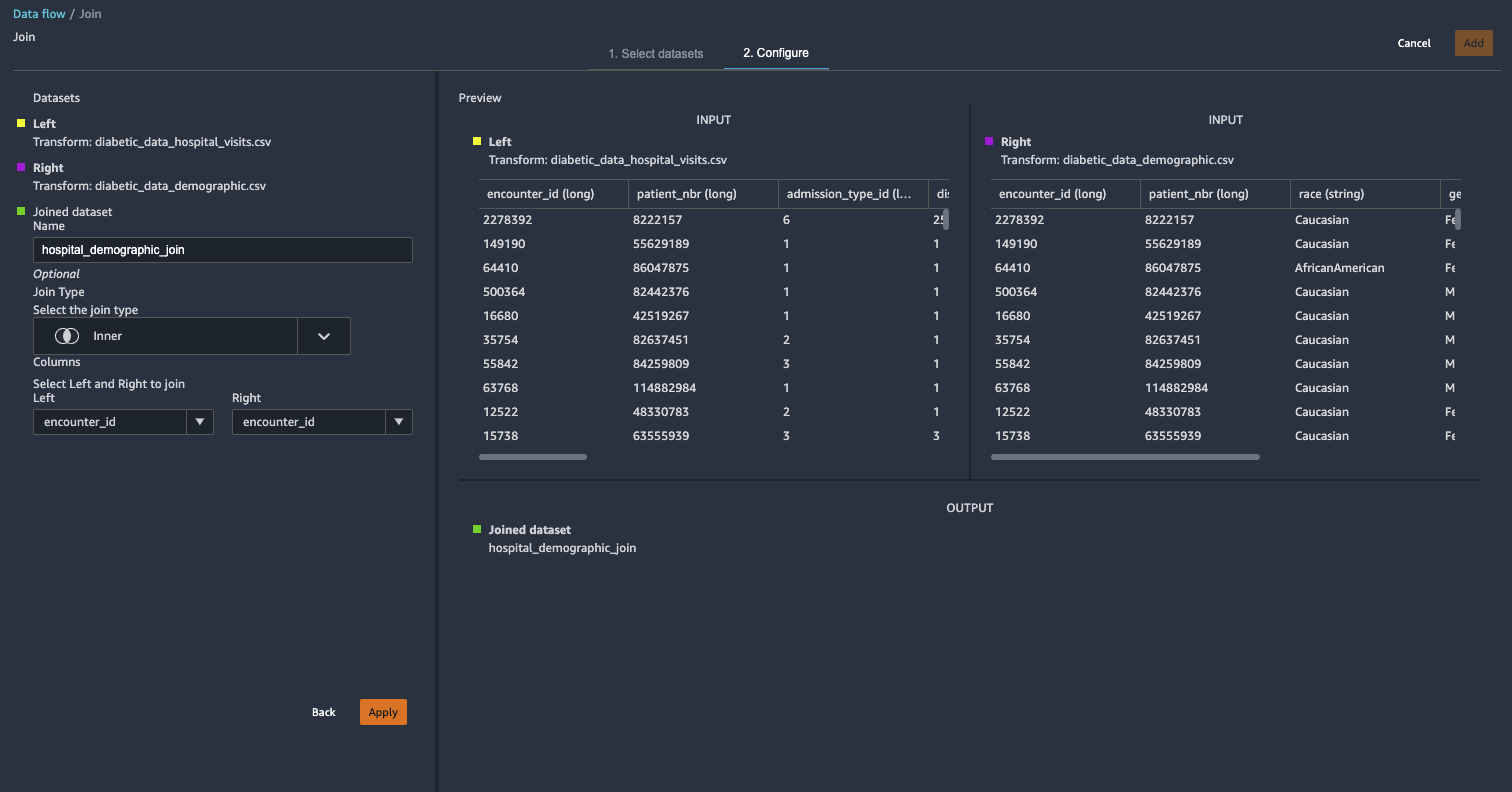 Data flow / Join
Join
1. Select datasets
2. Configure
Cancel
Add
Datasets
Left
Transform: diabetic_data_hospital_visits.csv
Right
Transform: diabetic_data_demographic.csv
Joined dataset
Name
hospital_demographic_join
Optional
Join Type
Select the join type
Inner
Columns
Select Left and Right to join
Left Right
encounter_id encounter_id
Back
Apply
Preview
INPUT
Left
Transform: diabetic_data_hospital_visits.csv
encounter_id (long) patient_nbr (long) admission_type_id (l... dis
2278392 8222157 6 25
149190 55629189 1 1
64410 86047875 1 1
500364 82442376 1 1
16680 42519267 1 1
35754 82637451 2 1
55842 84259809 3 1
63768 114882984 1 1
12522 48330783 2 1
15738 63555939 3 3
INPUT
Right
Transform: diabetic_data_demographic.csv
encounter_id (long) patient_nbr (long) race (string) ge
2278392 8222157 Caucasian Fe
149190 55629189 Caucasian Fe
64410 86047875 AfricanAmerican Fe
500364 82442376 Caucasian M
16680 42519267 Caucasian M
35754 82637451 Caucasian M
55842 84259809 Caucasian M
63768 114882984 Caucasian M
12522 48330783 Caucasian Fe
15738 63555939 Caucasian Fe
OUTPUT
Joined dataset
hospital_demographic_join